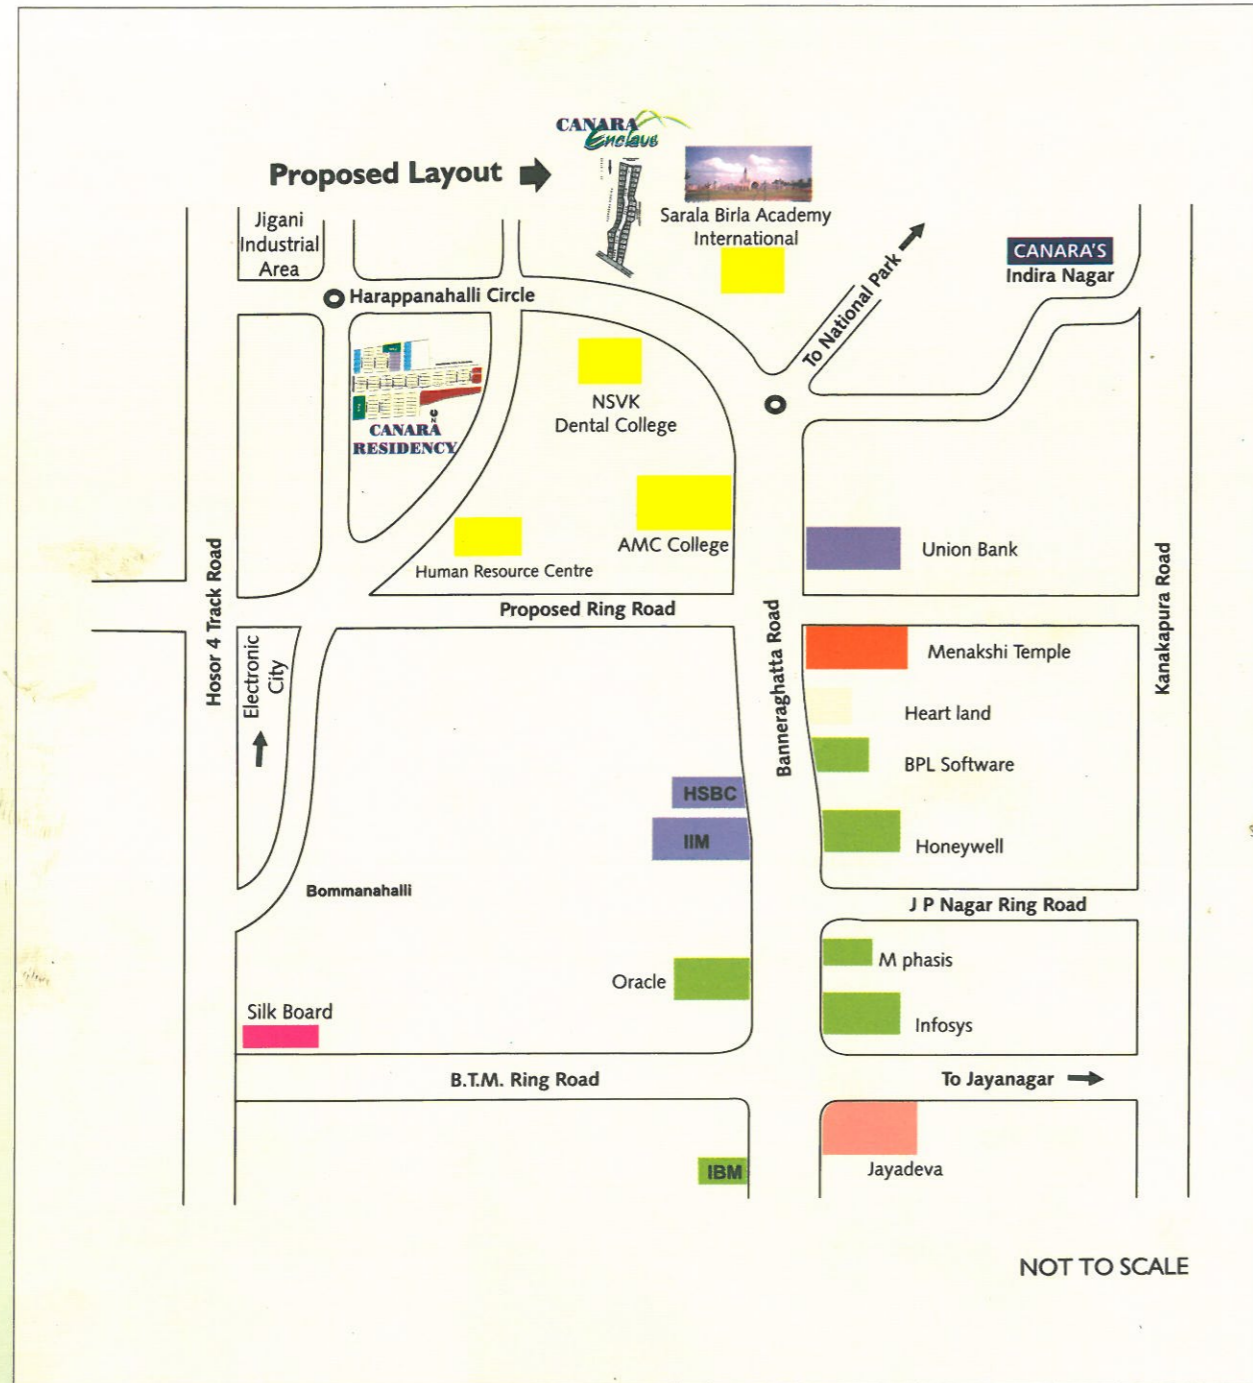 CANARA
Enclave
Proposed Layout
Sarala Birla Academy
International
Jigani
Industrial
Area
To National Park
CANARA'S
Indira Nagar
Harappanahalli Circle
CANARA
RESIDENCY
NSVK
Dental College
AMC College
Human Resource Centre
Union Bank
Proposed Ring Road
Hosor 4 Track Road
Electronic
City
Banneraghatta Road
Kanakapura Road
Menakshi Temple
Heart land
BPL Software
HSBC
IIM
Honeywell
Bommanahalli
J P Nagar Ring Road
M phasis
Oracle
Infosys
Silk Board
B.T.M. Ring Road
To Jayanagar
IBM
Jayadeva
NOT TO SCALE